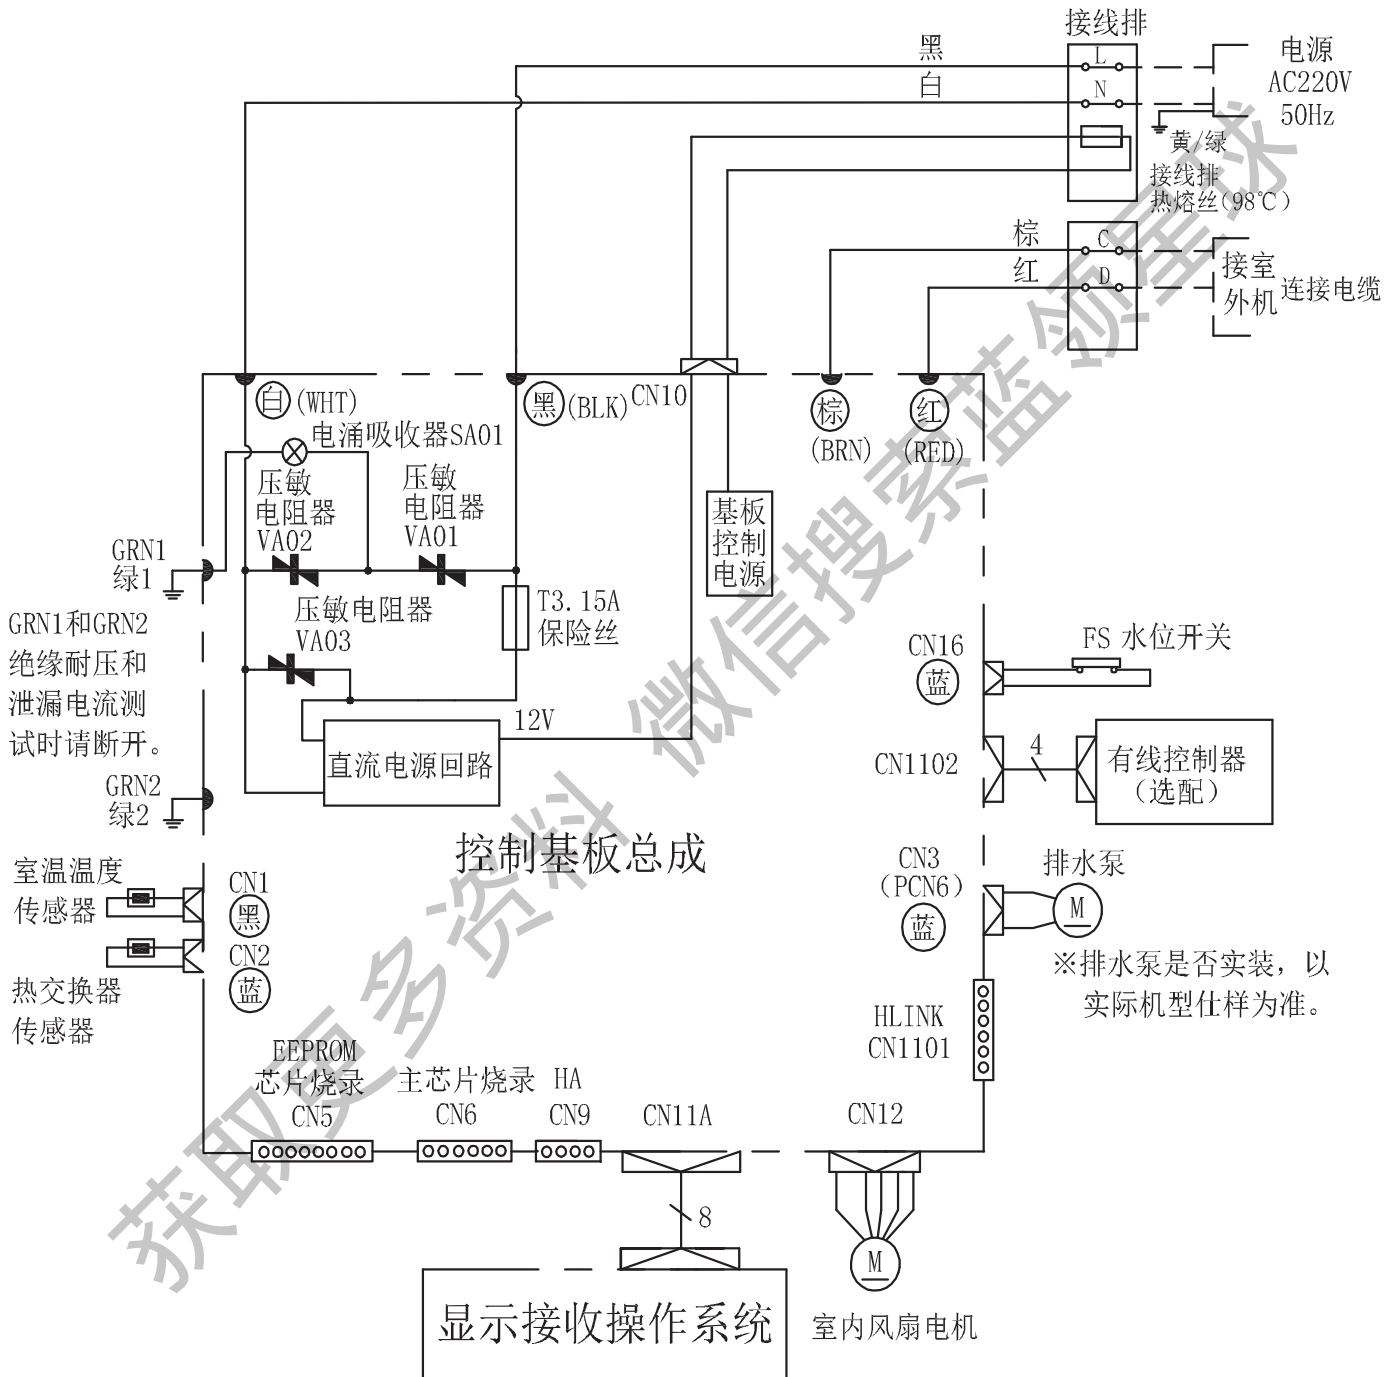 接线排
黑
L
电源
白
N
AC220V
50Hz
黄/绿
接线排
热熔丝(98℃)
棕
C
红
D
接室
外机
连接电缆
白
(WHT)
黑
(BLK)
CN10
棕
(BRN)
红
(RED)
电涌吸收器SA01
压敏
电阻器
VA02
压敏
电阻器
VA01
基板
控制
电源
GRN1
绿1
压敏电阻器
VA03
T3.15A
保险丝
GRN1和GRN2
绝缘耐压和
泄漏电流测
试时请断开。
CN16
蓝
FS 水位开关
12V
直流电源回路
CN1102
4
有线控制器
(选配)
GRN2
绿2
控制基板总成
室温温度
传感器
CN1
黑
CN3
(PCN6)
蓝
排水泵
M
CN2
蓝
热交换器
传感器
※排水泵是否实装，以
实际机型仕样为准。
HLINK
CN1101
EEPROM
芯片烧录
CN5
主芯片烧录
CN6
HA
CN9
CN11A
CN12
8
M
显示接收操作系统
室内风扇电机
获取更多资料 微信搜索蓝领星球